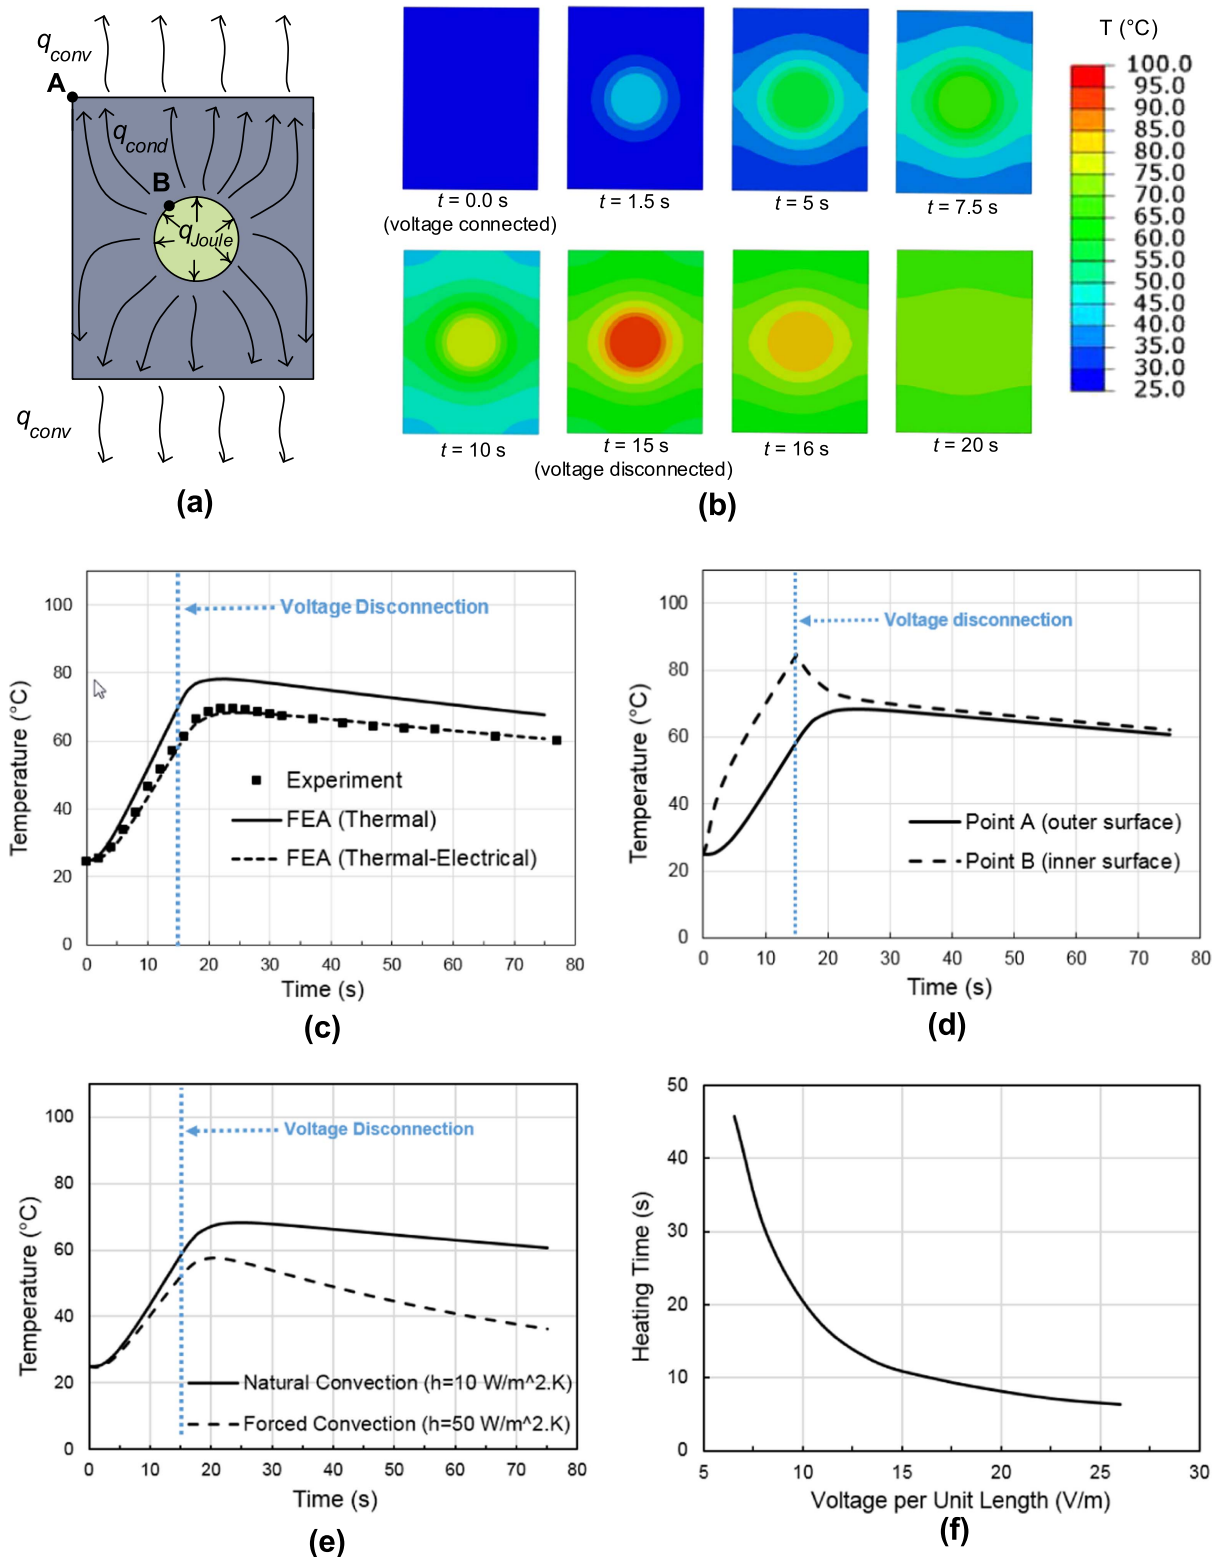 q conv
A
q cond
B
q Joule
q conv
(a)
T (°C)
100.0
95.0
90.0
85.0
80.0
75.0
70.0
65.0
60.0
55.0
50.0
45.0
40.0
35.0
30.0
25.0
t = 0.0 s
(voltage connected)
t = 1.5 s
t = 5 s
t = 7.5 s
t = 10 s
t = 15 s
(voltage disconnected)
t = 16 s
t = 20 s
(b)
Temperature (°C)
100
80
60
40
20
0
Voltage Disconnection
Experiment
FEA (Thermal)
FEA (Thermal-Electrical)
0 10 20 30 40 50 60 70 80
Time (s)
(c)
Temperature (°C)
100
80
60
40
20
0
Voltage disconnection
Point A (outer surface)
Point B (inner surface)
0 10 20 30 40 50 60 70 80
Time (s)
(d)
Temperature (°C)
100
80
60
40
20
0
Voltage Disconnection
Natural Convection (h=10 W/m^2.K)
Forced Convection (h=50 W/m^2.K)
0 10 20 30 40 50 60 70 80
Time (s)
(e)
Heating Time (s)
50
40
30
20
10
0
5 10 15 20 25 30
Voltage per Unit Length (V/m)
(f)